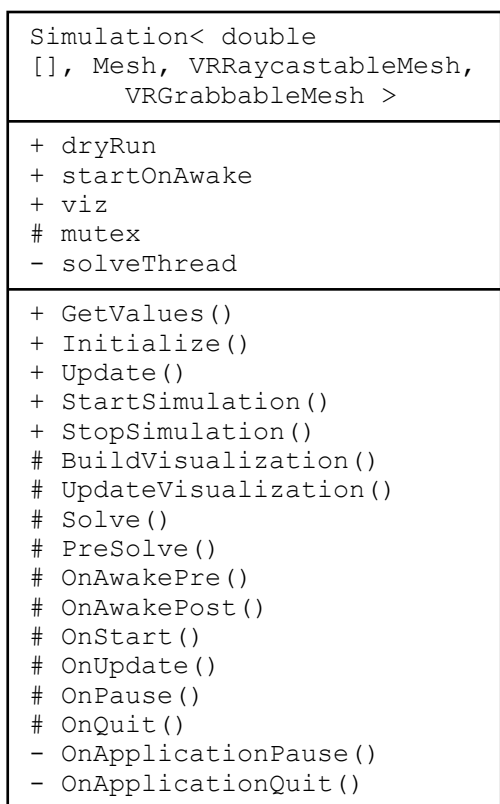 Simulation< double
[], Mesh, VRRaycastableMesh,
VRGrabbableMesh >
+ dryRun
+ startOnAwake
+ viz
# mutex
- solveThread
+ GetValues()
+ Initialize()
+ Update()
+ StartSimulation()
+ StopSimulation()
# BuildVisualization()
# UpdateVisualization()
# Solve()
# PreSolve()
# OnAwakePre()
# OnAwakePost()
# OnStart()
# OnUpdate()
# OnPause()
# OnQuit()
- OnApplicationPause()
- OnApplicationQuit()